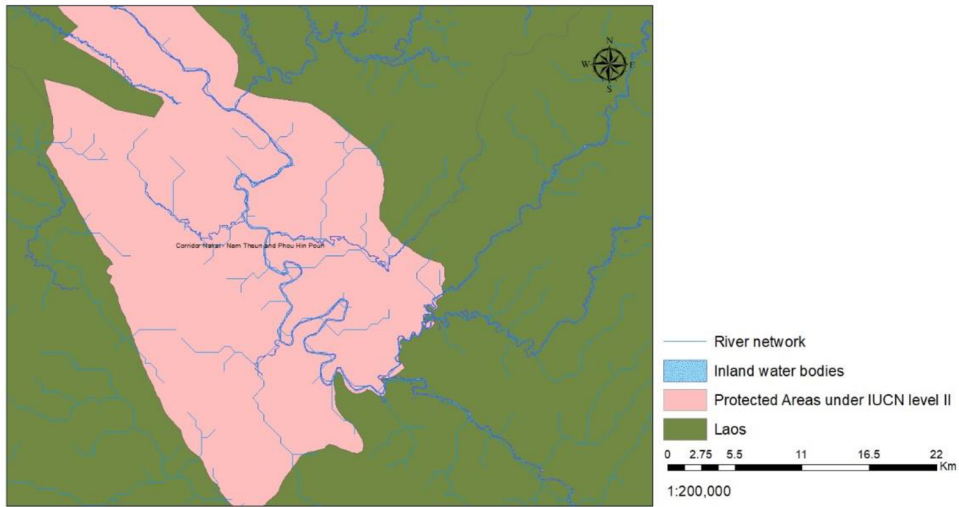 N
W E
S
Corridor Nakai - Nam Theun and Phou Hin Poun
River network
Inland water bodies
Protected Areas under IUCN level II
Laos
0 2.75 5.5 11 16.5 22
Km
1:200,000